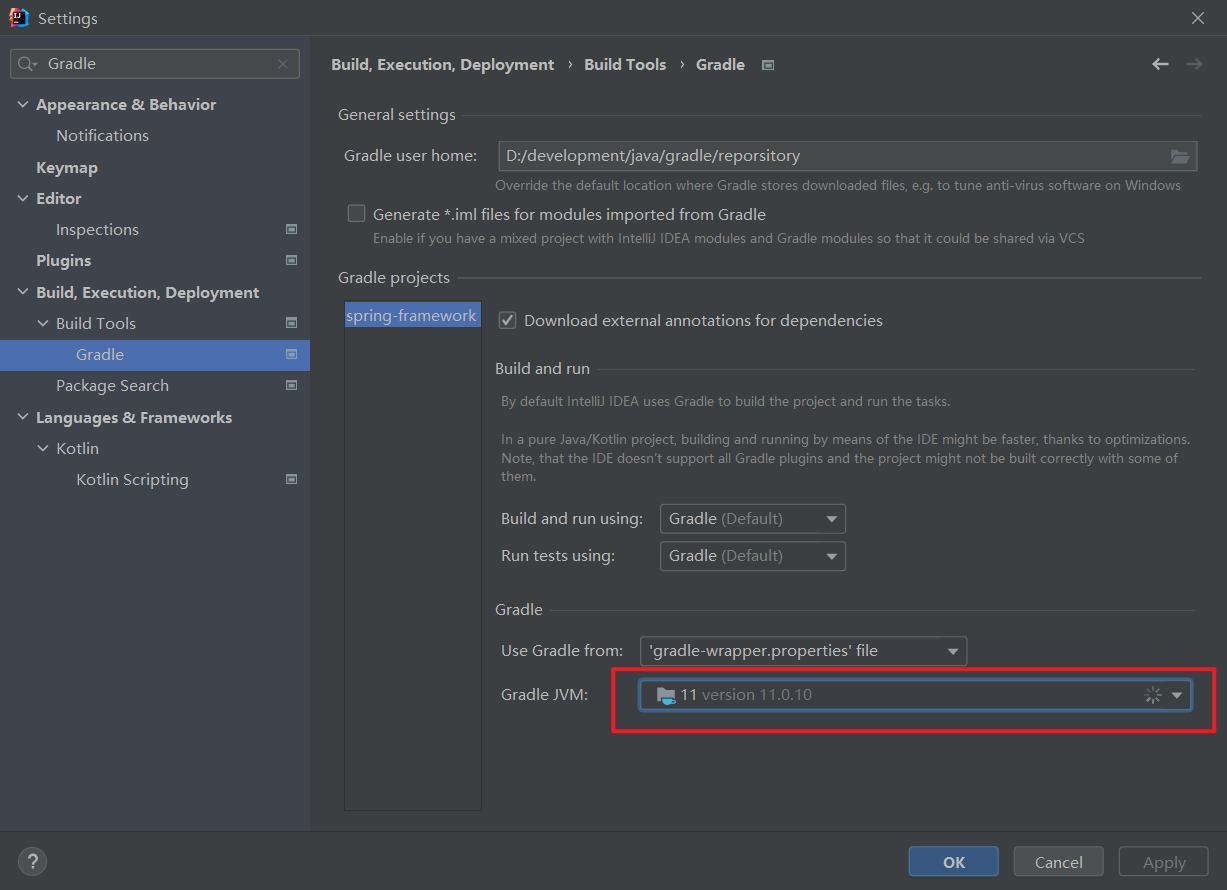 Settings
Gradle
Appearance & Behavior
Notifications
Keymap
Editor
Inspections
Plugins
Build, Execution, Deployment
Build Tools
Gradle
Package Search
Languages & Frameworks
Kotlin
Kotlin Scripting
Build, Execution, Deployment › Build Tools › Gradle
General settings
Gradle user home: D:/development/java/gradle/reporsitory
Override the default location where Gradle stores downloaded files, e.g. to tune anti-virus software on Windows
Generate *.iml files for modules imported from Gradle
Enable if you have a mixed project with IntelliJ IDEA modules and Gradle modules so that it could be shared via VCS
Gradle projects
spring-framework
Download external annotations for dependencies
Build and run
By default IntelliJ IDEA uses Gradle to build the project and run the tasks.
In a pure Java/Kotlin project, building and running by means of the IDE might be faster, thanks to optimizations.
Note, that the IDE doesn't support all Gradle plugins and the project might not be built correctly with some of
them.
Build and run using: Gradle (Default)
Run tests using: Gradle (Default)
Gradle
Use Gradle from: 'gradle-wrapper.properties' file
Gradle JVM: 11 version 11.0.10
? OK Cancel Apply